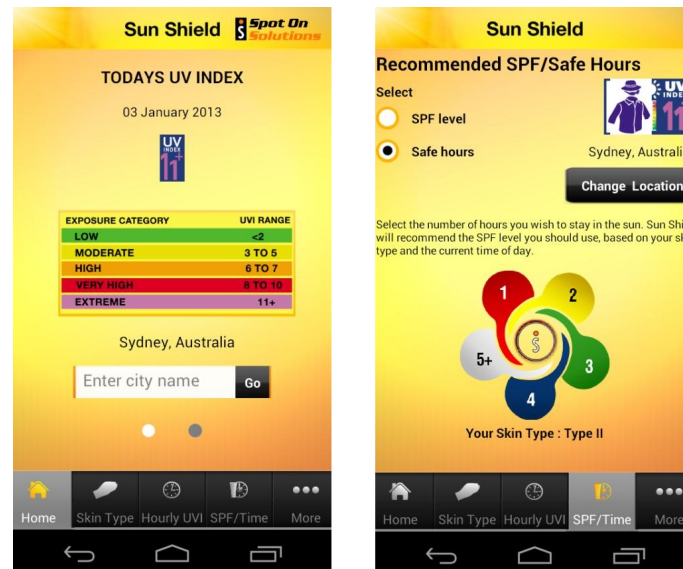 Sun Shield
Spot On
Solutions
TODAYS UV INDEX
03 January 2013
UV
INDEX
11+
EXPOSURE CATEGORY UVI RANGE
LOW <2
MODERATE 3 TO 5
HIGH 6 TO 7
VERY HIGH 8 TO 10
EXTREME 11+
Sydney, Australia
Enter city name Go
Home Skin Type Hourly UVI SPF/Time More
Sun Shield
Recommended SPF/Safe Hours
Select
SPF level
Safe hours
UV
INDE
11
Sydney, Australi
Change Location
Select the number of hours you wish to stay in the sun. Sun Shi
will recommend the SPF level you should use, based on your sk
type and the current time of day.
1
2
3
4
5+
Your Skin Type : Type II
Home Skin Type Hourly UVI SPF/Time More